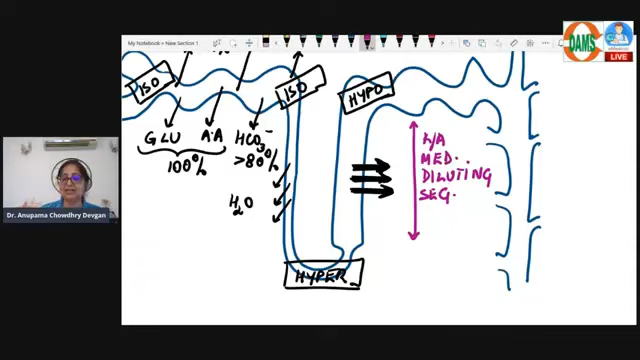 My Notebook > New Section 1
DAMS
LIVE
ISO
ISO
HYPO
GLU
A·A
HCO3-
100%
>80%
H2O
MED..
DILUTING
SEG.
HYPER
Dr. Anupama Chowdhry Devgan